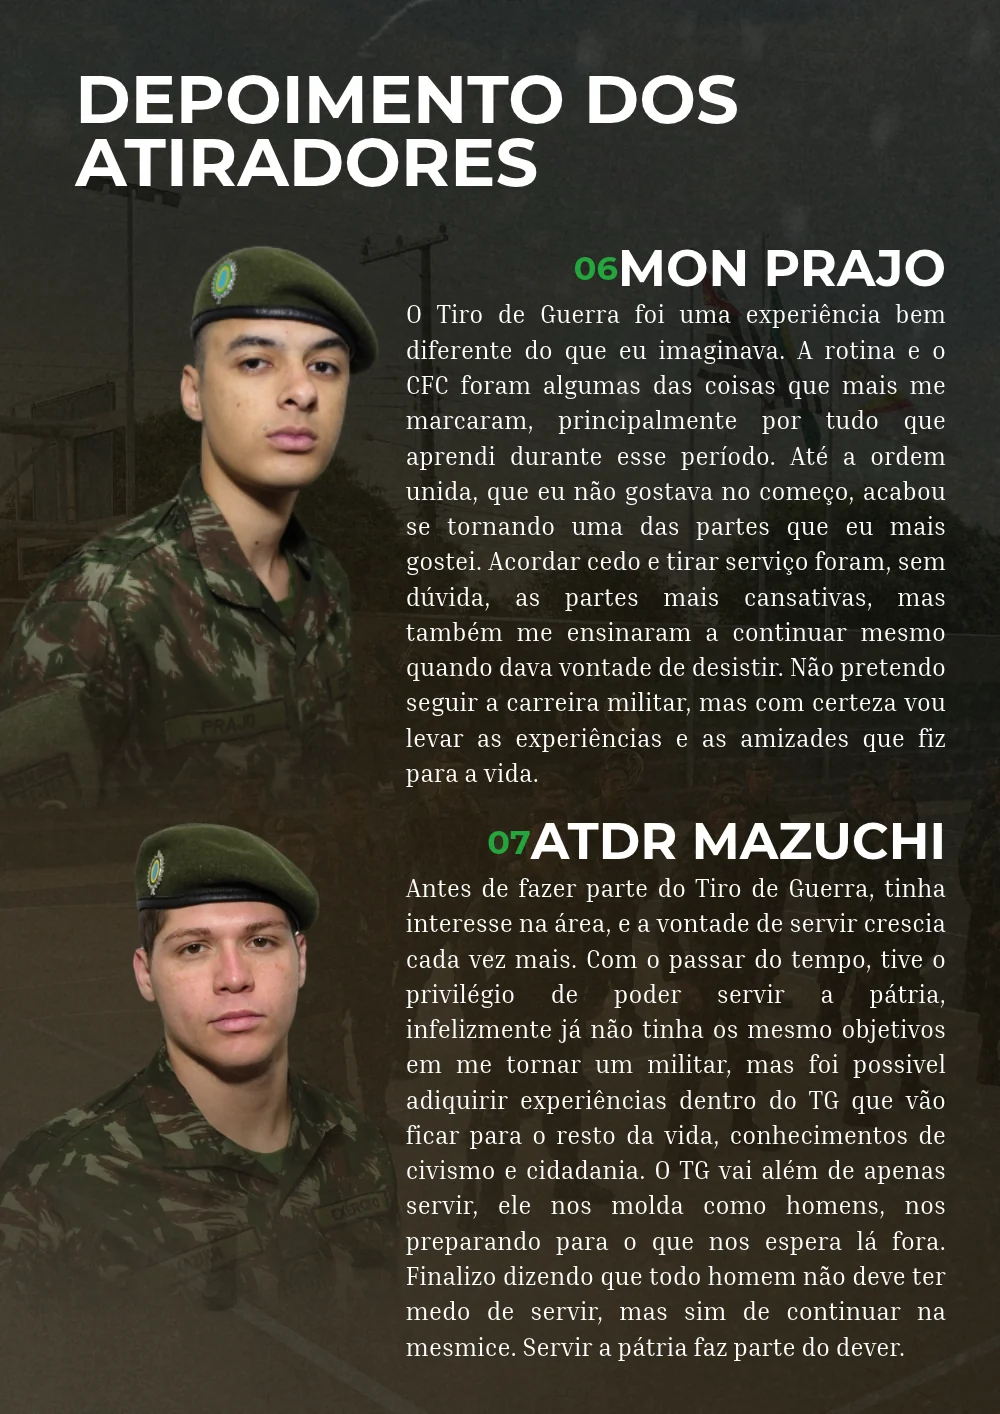 DEPOIMENTO DOS
ATIRADORES
06MON PRAJO
O Tiro de Guerra foi uma experiência bem
diferente do que eu imaginava. A rotina e o
CFC foram algumas das coisas que mais me
marcaram, principalmente por tudo que
aprendi durante esse período. Até a ordem
unida, que eu não gostava no começo, acabou
se tornando uma das partes que eu mais
gostei. Acordar cedo e tirar serviço foram, sem
dúvida, as partes mais cansativas, mas
também me ensinaram a continuar mesmo
quando dava vontade de desistir. Não pretendo
seguir a carreira militar, mas com certeza vou
levar as experiências e as amizades que fiz
para a vida.
PRAJO
07ATDR MAZUCHI
Antes de fazer parte do Tiro de Guerra, tinha
interesse na área, e a vontade de servir crescia
cada vez mais. Com o passar do tempo, tive o
privilégio de poder servir a pátria,
infelizmente já não tinha os mesmo objetivos
em me tornar um militar, mas foi possivel
adiquirir experiências dentro do TG que vão
ficar para o resto da vida, conhecimentos de
civismo e cidadania. O TG vai além de apenas
servir, ele nos molda como homens, nos
preparando para o que nos espera lá fora.
Finalizo dizendo que todo homem não deve ter
medo de servir, mas sim de continuar na
mesmice. Servir a pátria faz parte do dever.